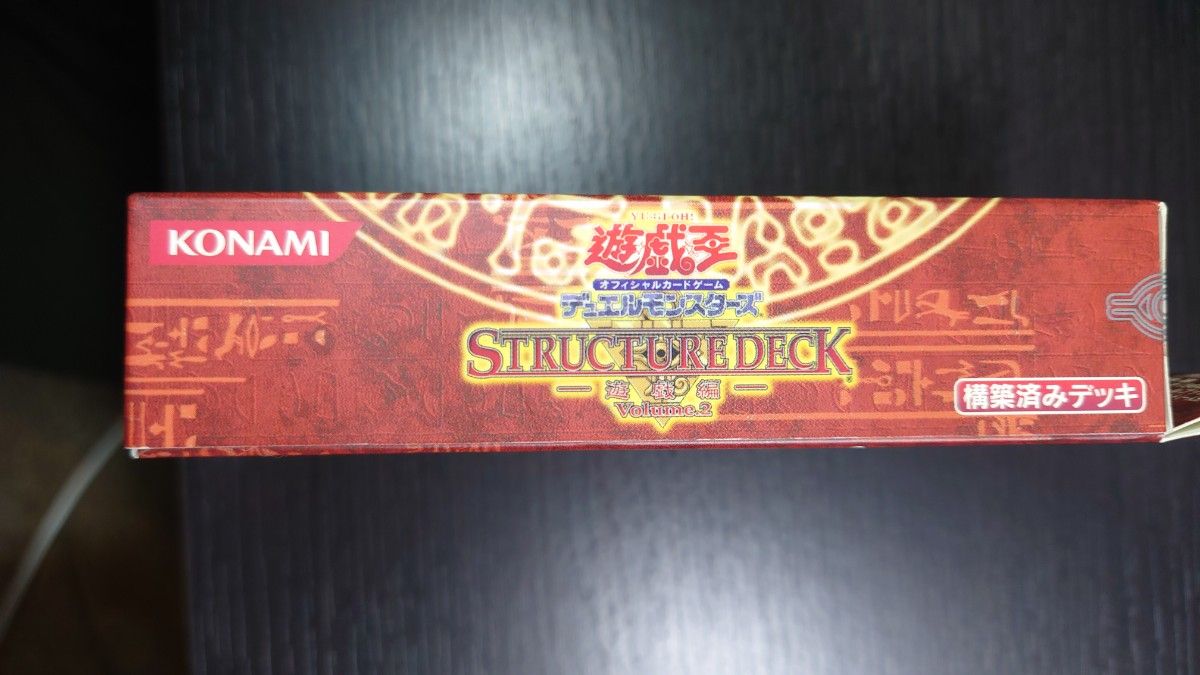 KONAMI
YU-GI-OH!
遊戯王
オフィシャルカードゲーム
デュエルモンスターズ
STRUCTURE DECK
遊戯編
Volume.2
構築済みデッキ